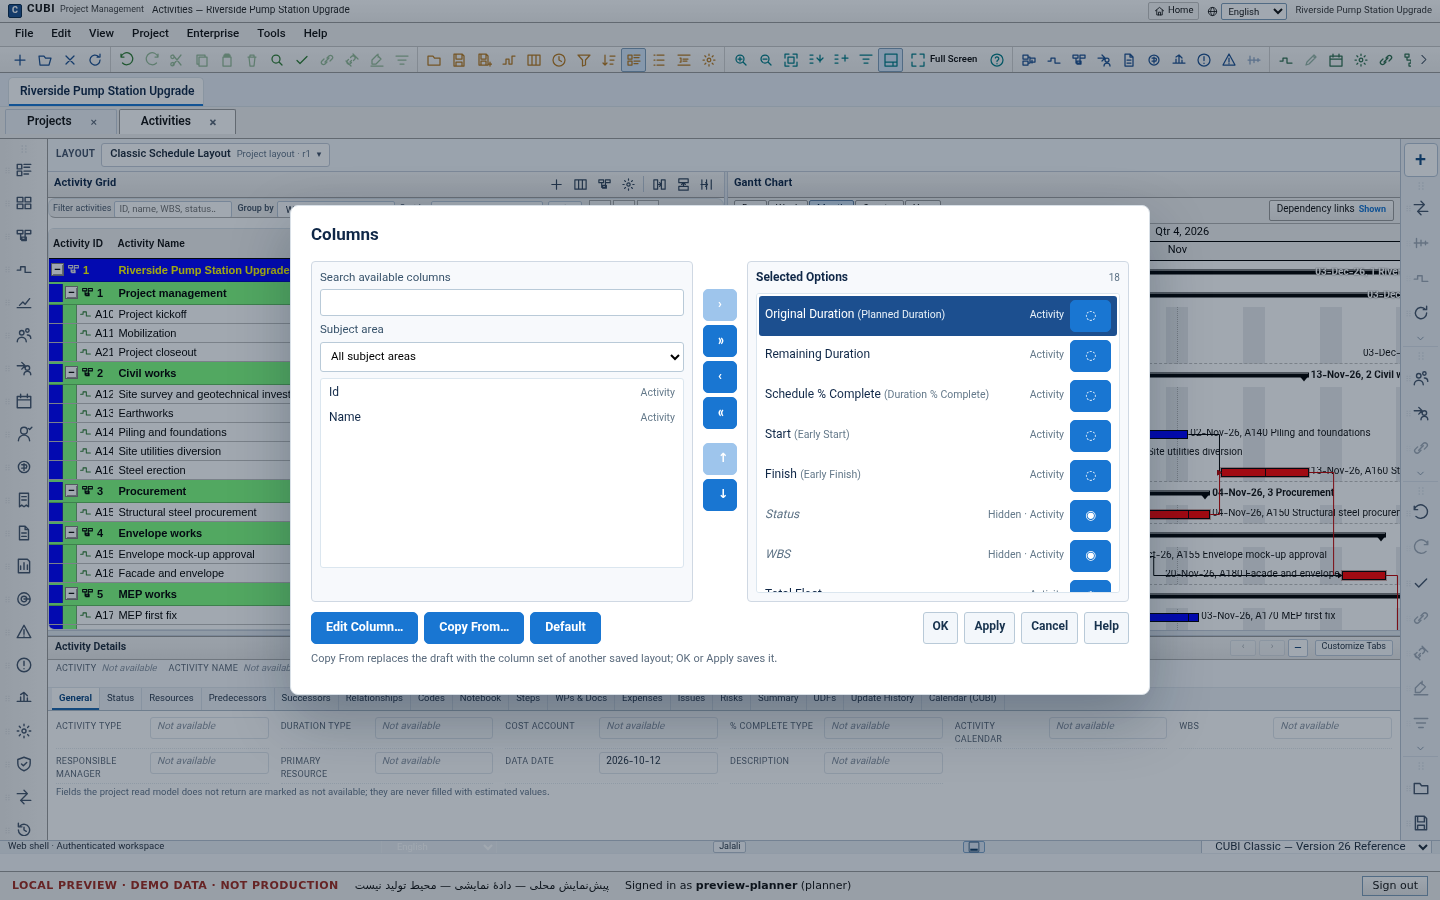 CUBI Project Management Activities — Riverside Pump Station Upgrade
Home English Riverside Pump Station Upgrade
File Edit View Project Enterprise Tools Help
Full Screen
Riverside Pump Station Upgrade
Projects × Activities ×
LAYOUT Classic Schedule Layout Project layout · r1
Activity Grid
Gantt Chart
Filter activities ID, name, WBS, status.. Group by
Dependency links Shown
Activity ID Activity Name
Qtr 4, 2026
Nov
1 Riverside Pump Station Upgrade
1 Project management
A10 Project kickoff
A11 Mobilization
A21 Project closeout
03-Dec-
2 Civil works
13-Nov-26, 2 Civil w
A12 Site survey and geotechnical invest
A13 Earthworks
A14 Piling and foundations
02-Nov-26, A140 Piling and foundations
A14 Site utilities diversion
Site utilities diversion
A16 Steel erection
13-Nov-26, A160 St
3 Procurement
04-Nov-26, 3 Procurement
A15 Structural steel procurement
04-Nov-26, A150 Structural steel procurer
4 Envelope works
A15 Envelope mock-up approval
-26, A155 Envelope mock-up approval
A18 Facade and envelope
20-Nov-26, A180 Facade and envelope
5 MEP works
A17 MEP first fix
03-Nov-26, A170 MEP first fix
Columns
Search available columns
Subject area
All subject areas
Id Activity
Name Activity
Selected Options 18
Original Duration (Planned Duration) Activity
Remaining Duration Activity
Schedule % Complete (Duration % Complete) Activity
Start (Early Start) Activity
Finish (Early Finish) Activity
Status Hidden · Activity
WBS Hidden · Activity
Edit Column... Copy From... Default
OK Apply Cancel Help
Copy From replaces the draft with the column set of another saved layout; OK or Apply saves it.
Activity Details
Customize Tabs
ACTIVITY Not available ACTIVITY NAME Not availab
General Status Resources Predecessors Successors Relationships Codes Notebook Steps WPs & Docs Expenses Issues Risks Summary UDFs Update History Calendar (CUBI)
ACTIVITY TYPE Not available DURATION TYPE Not available COST ACCOUNT Not available % COMPLETE TYPE Not available ACTIVITY CALENDAR Not available WBS Not available
RESPONSIBLE MANAGER Not available PRIMARY RESOURCE Not available DATA DATE 2026-10-12 DESCRIPTION Not available
Fields the project read model does not return are marked as not available; they are never filled with estimated values.
Web shell · Authenticated workspace English Jalali CUBI Classic — Version 26 Reference
LOCAL PREVIEW · DEMO DATA · NOT PRODUCTION پیش‌نمایش محلی — دادهٔ نمایشی — محیط تولید نیست Signed in as preview-planner (planner) Sign out